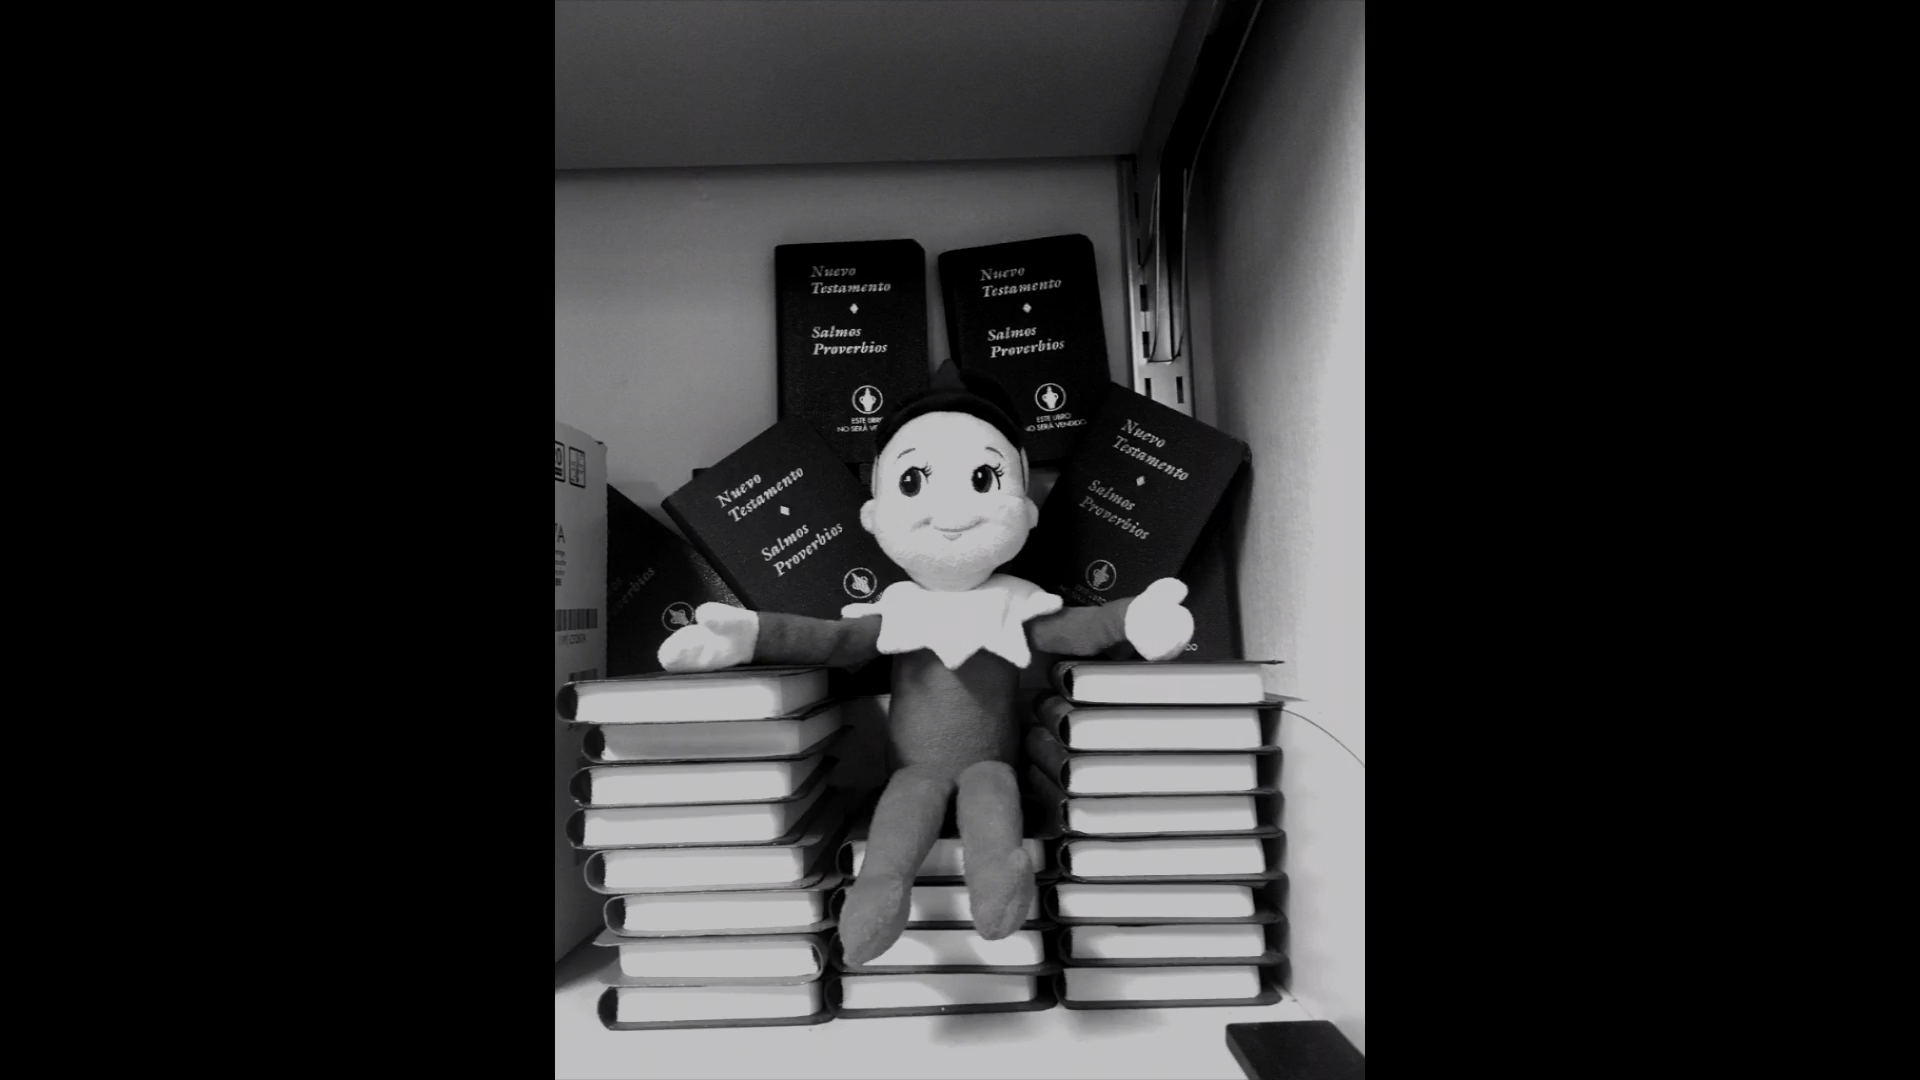 Nuevo
Testamento
Salmos
Proverbios
ESTE LIBRO
NO SERÁ
Nuevo
Testamento
Salmos
Proverbios
ESTE LIBRO
NO SERÁ VENDIDO
Nuevo
Testamento
Salmos
Proverbios
Nuevo
Testamento
Salmos
Proverbios